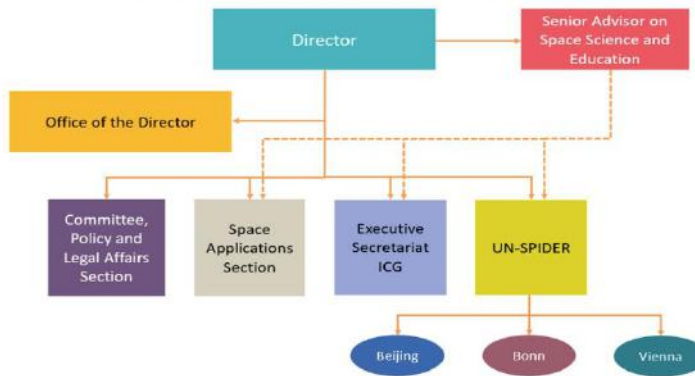 Director
Senior Advisor on
Space Science and
Education
Office of the Director
Committee,
Policy and
Legal Affairs
Section
Space
Applications
Section
Executive
Secretariat
ICG
UN-SPIDER
Beijing
Bonn
Vienna